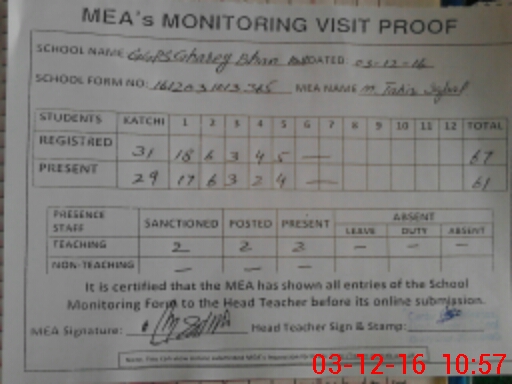 MEA's MONITORING VISIT PROOF
SCHOOL NAME GGPS Gharey Bhan DATED: 03-12-16
SCHOOL FORM NO: MEA NAME M. Tahir
STUDENTS KATCHI 1 2 3 4 5 6 7 8 9 10 11 12 TOTAL
REGISTRED 31 18 6 3 4 5 — 67
PRESENT 29 17 6 3 2 4 — 61
PRESENCE STAFF SANCTIONED POSTED PRESENT ABSENT
LEAVE DUTY ABSENT
TEACHING 2 2 2 — — —
NON-TEACHING — — —
It is certified that the MEA has shown all entries of the School
Monitoring Form to the Head Teacher before its online submission.
MEA Signature: Head Teacher Sign & Stamp:
03-12-16 10:57